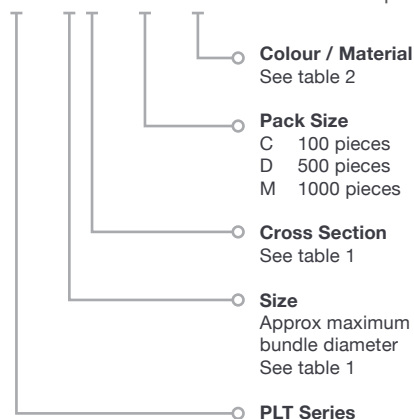 Colour / Material
See table 2
Pack Size
C 100 pieces
D 500 pieces
M 1000 pieces
Cross Section
See table 1
Size
Approx maximum
bundle diameter
See table 1
PLT Series